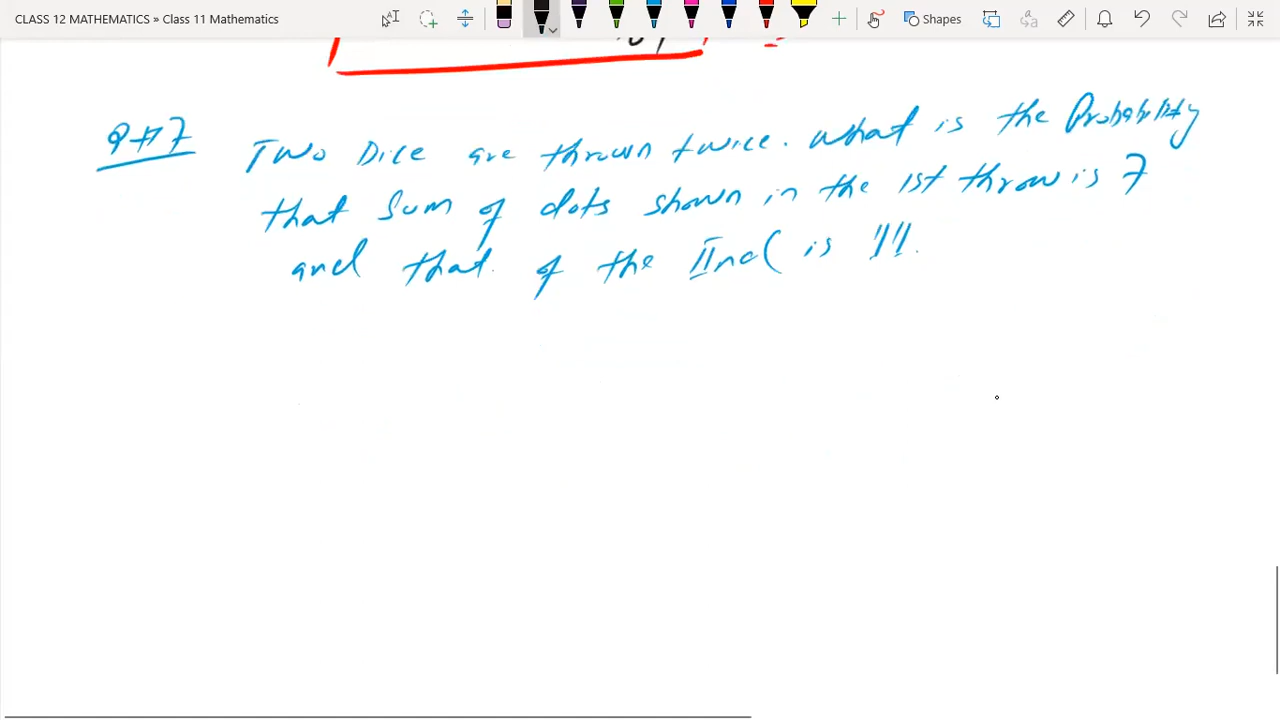 CLASS 12 MATHEMATICS » Class 11 Mathematics
Shapes
Q#7 Two Dice are thrown twice. What is the Probability
that Sum of dots shown in the 1st throw is 7
and that of the IInd is 11.